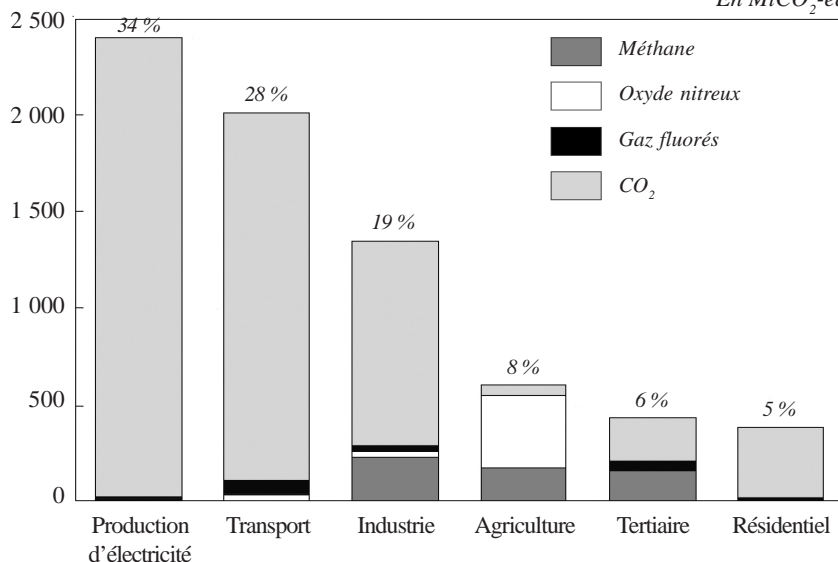 En MtCO₂-
2 500
2 000
1 500
1 000
500
0
34 %
28 %
19 %
8 %
6 %
5 %
Méthane
Oxyde nitreux
Gaz fluorés
CO₂
Production
d’électricité
Transport
Industrie
Agriculture
Tertiaire
Résidentiel